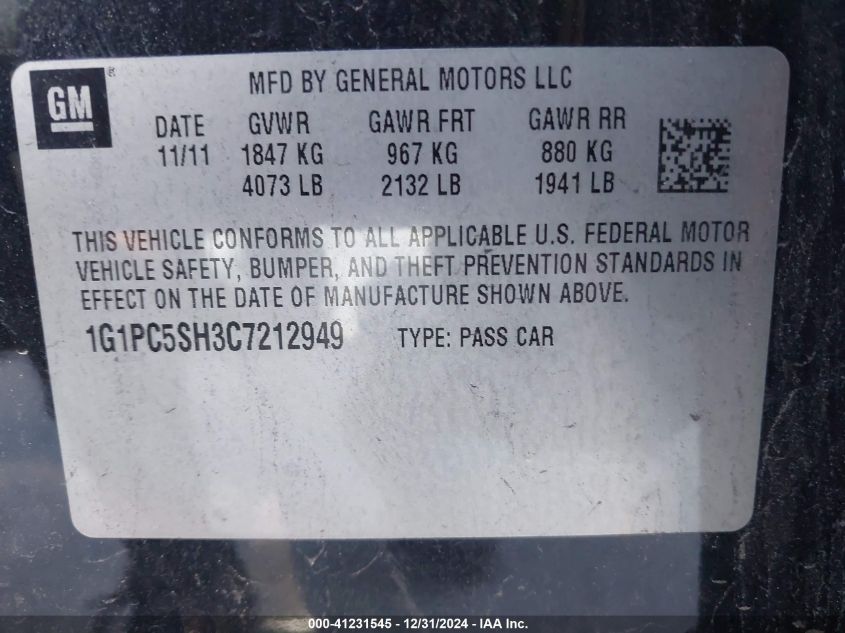 GM ®
MFD BY GENERAL MOTORS LLC
DATE GVWR GAWR FRT GAWR RR
11/11 1847 KG 967 KG 880 KG
4073 LB 2132 LB 1941 LB
THIS VEHICLE CONFORMS TO ALL APPLICABLE U.S. FEDERAL MOTOR
VEHICLE SAFETY, BUMPER, AND THEFT PREVENTION STANDARDS IN
EFFECT ON THE DATE OF MANUFACTURE SHOWN ABOVE.
1G1PC5SH3C7212949 TYPE: PASS CAR
000-41231545 - 12/31/2024 - IAA Inc.